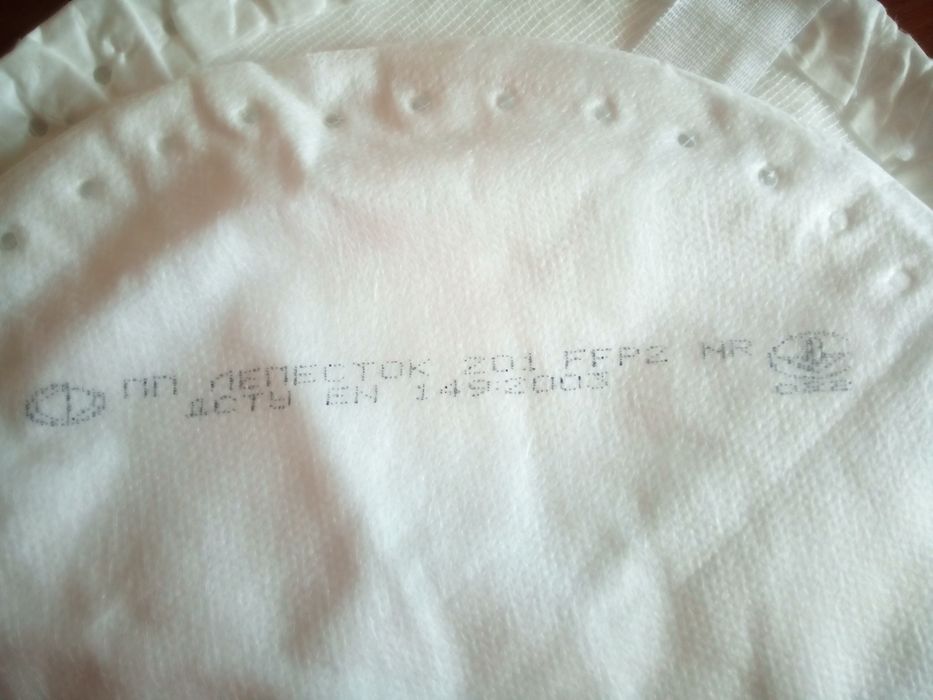 ПП ЛЕПЕСТОК 201 FFP2 NR
ДСТУ EN 149:2003